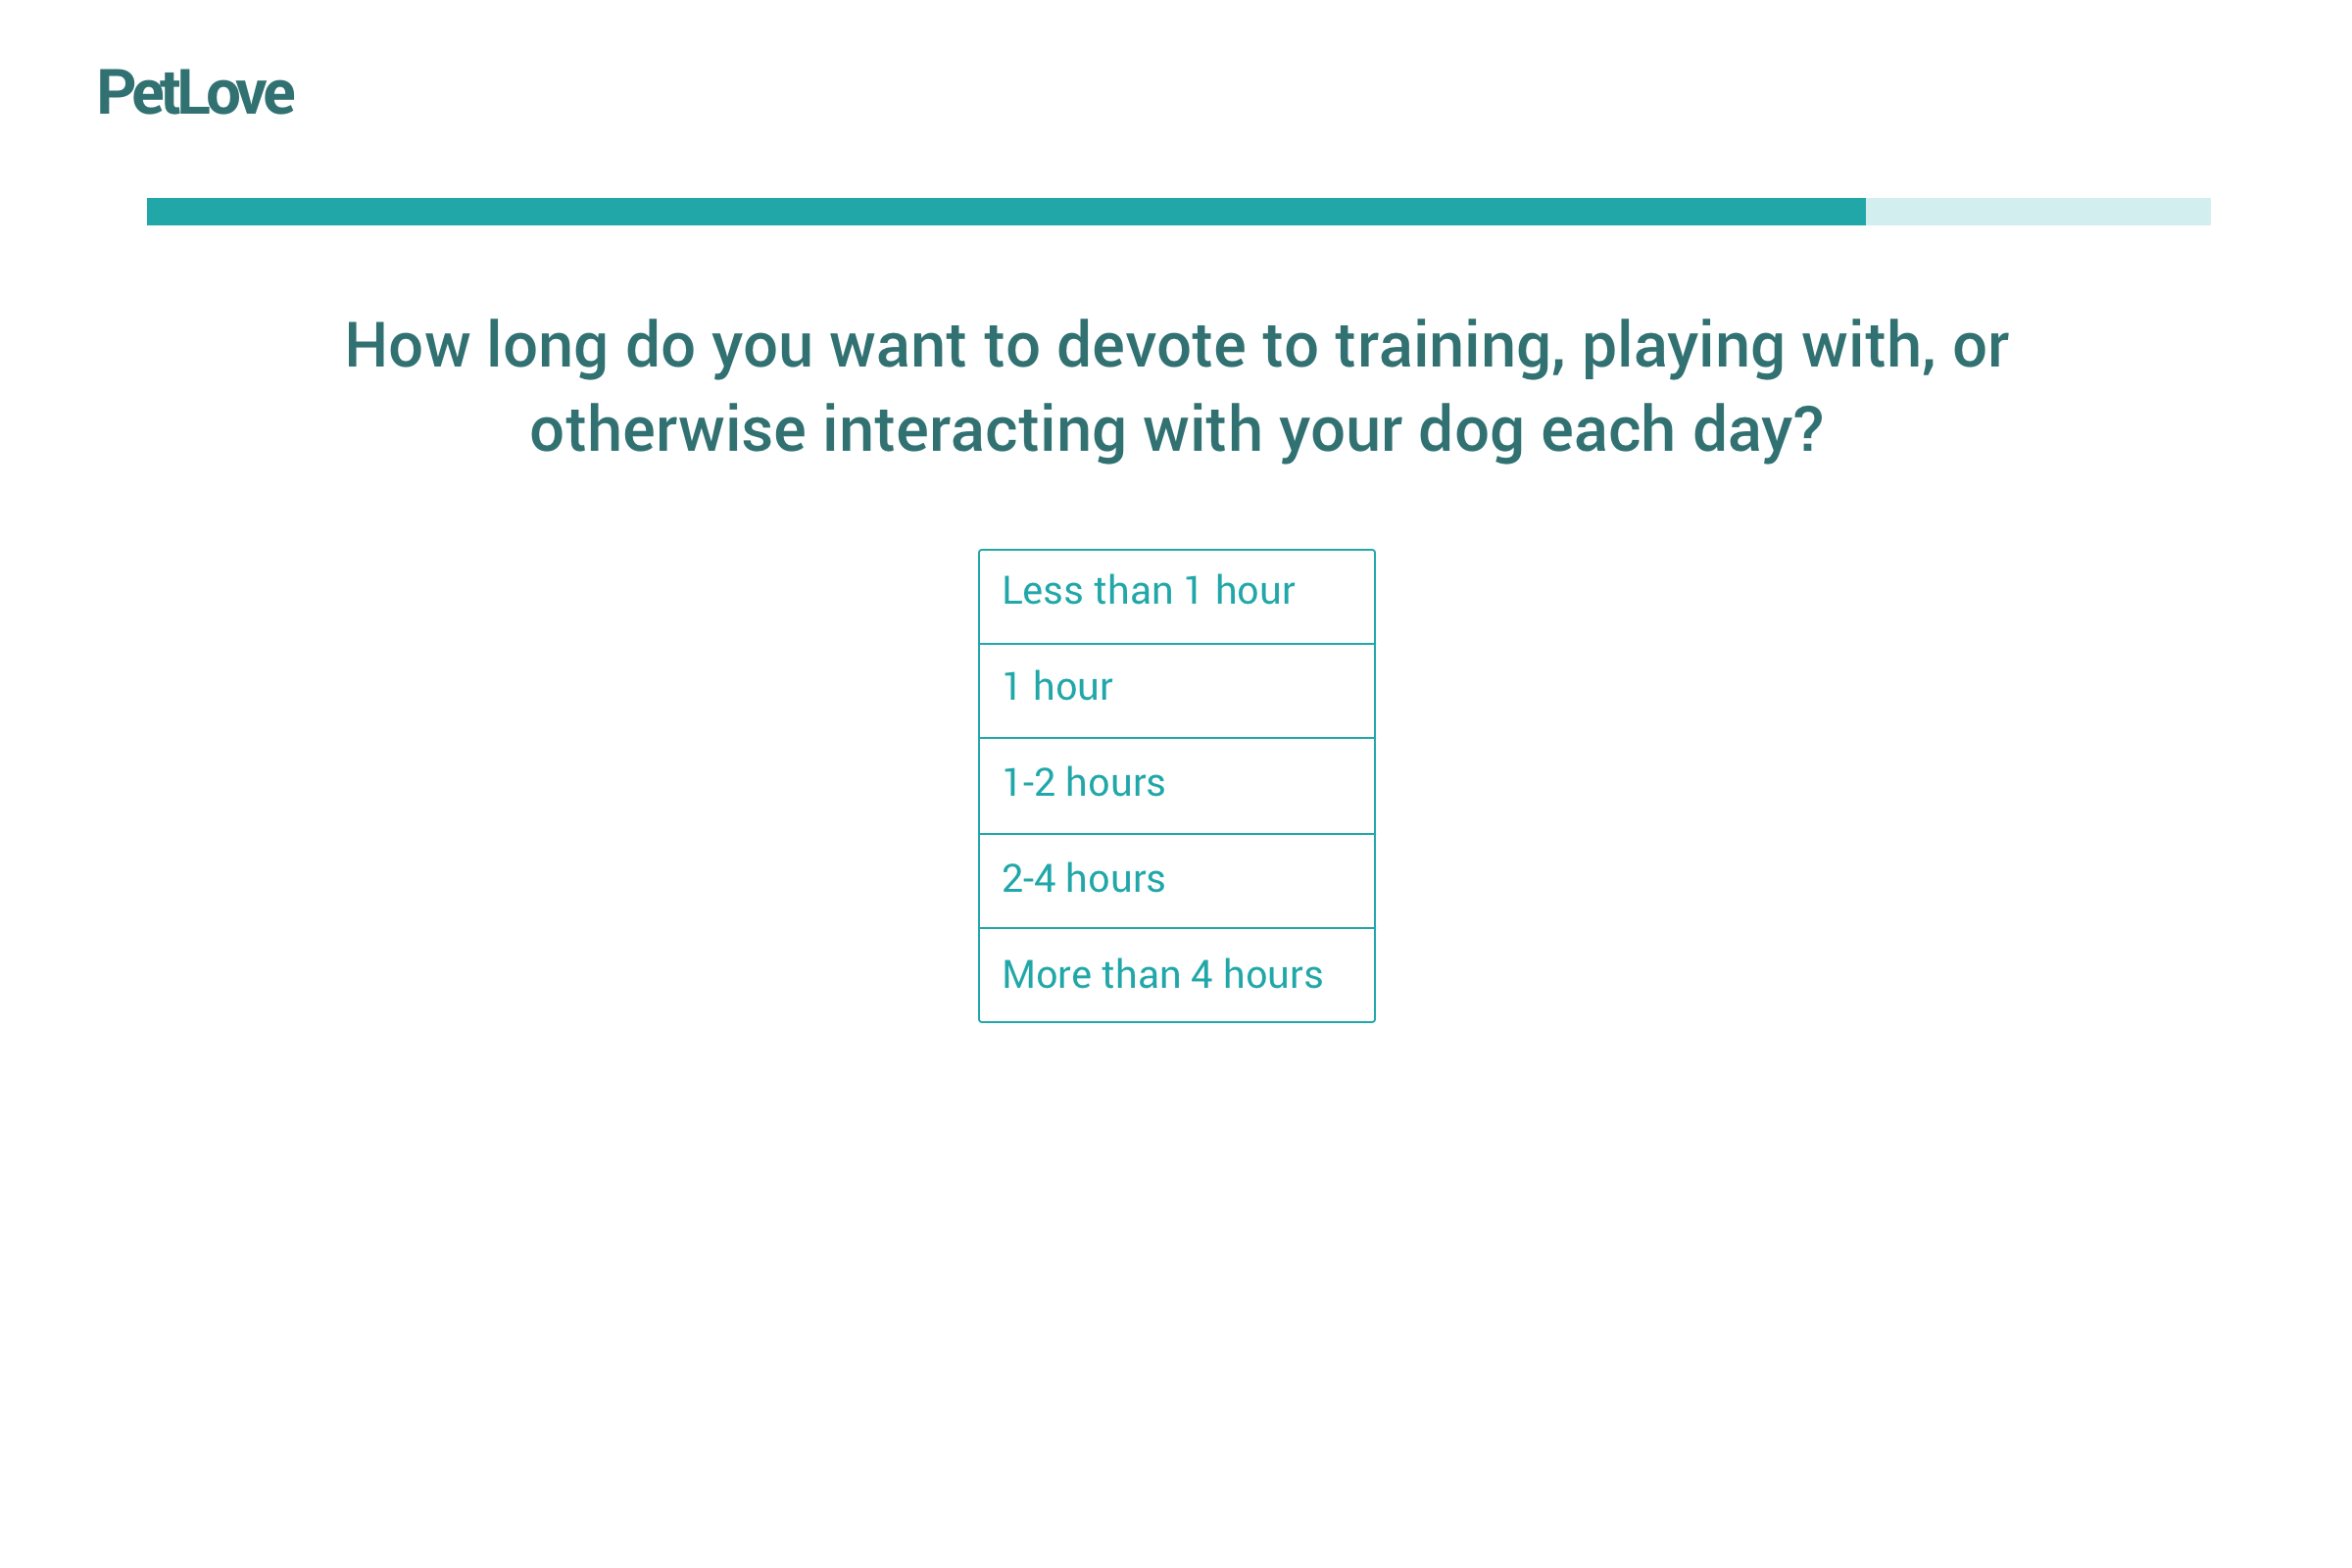 PetLove
How long do you want to devote to training, playing with, or
otherwise interacting with your dog each day?
Less than 1 hour
1 hour
1-2 hours
2-4 hours
More than 4 hours